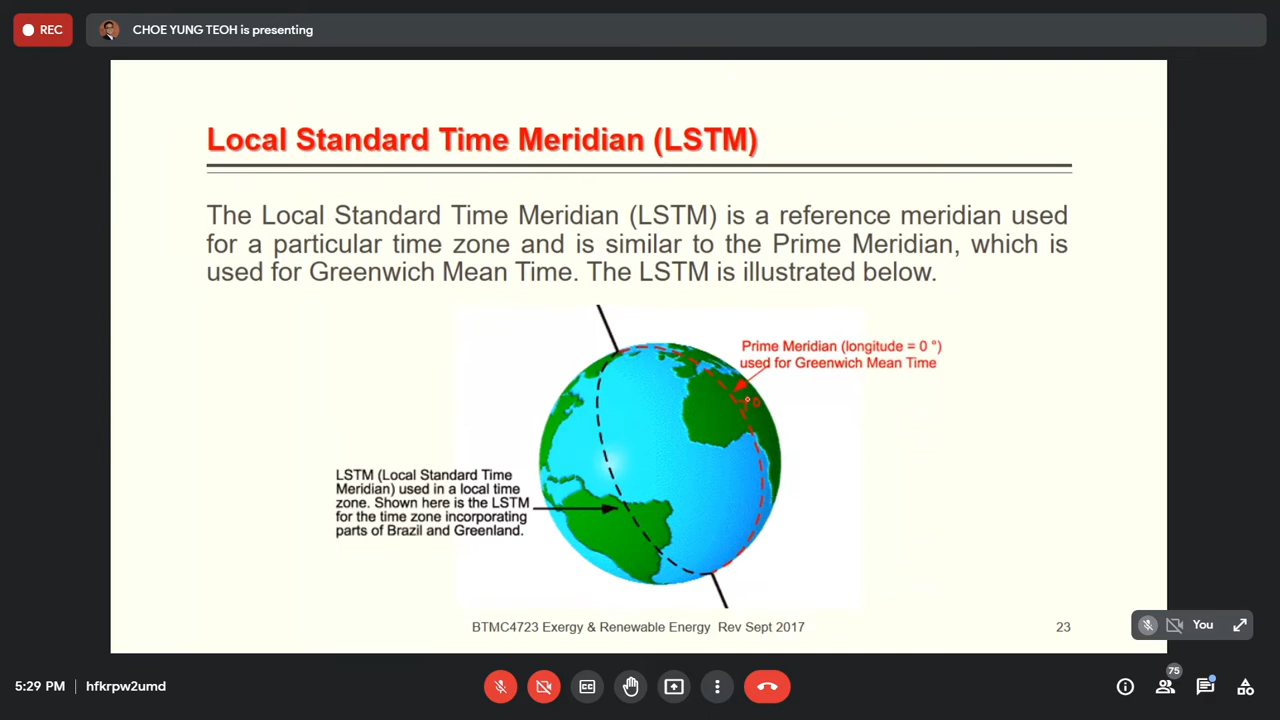 REC
CHOE YUNG TEOH is presenting
Local Standard Time Meridian (LSTM)
The Local Standard Time Meridian (LSTM) is a reference meridian used
for a particular time zone and is similar to the Prime Meridian, which is
used for Greenwich Mean Time. The LSTM is illustrated below.
Prime Meridian (longitude = 0 °)
used for Greenwich Mean Time
LSTM (Local Standard Time
Meridian) used in a local time
zone. Shown here is the LSTM
for the time zone incorporating
parts of Brazil and Greenland.
BTMC4723 Exergy & Renewable Energy Rev Sept 2017
23
You
5:29 PM
hfkrpw2umd
CC
75